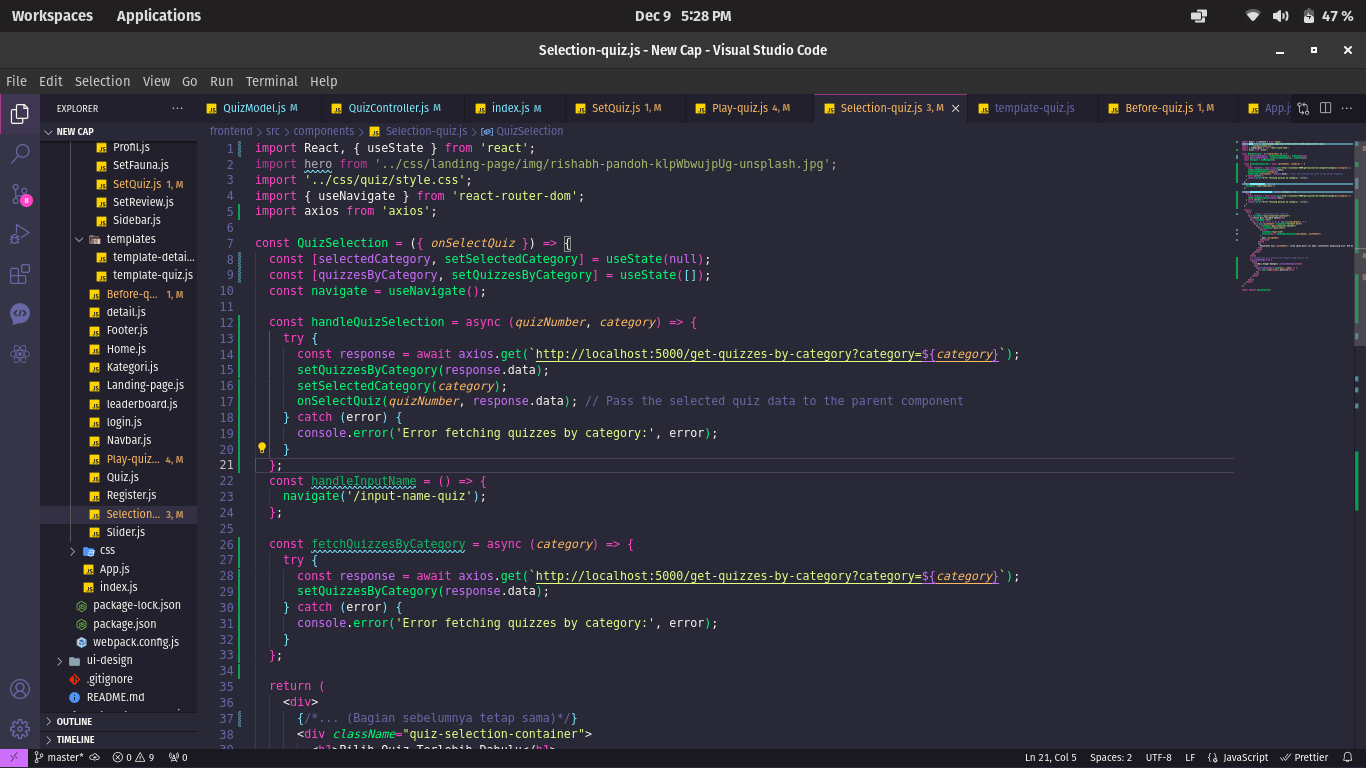 Workspaces Applications Dec 9 5:28 PM 47 %
Selection-quiz.js - New Cap - Visual Studio Code
File Edit Selection View Go Run Terminal Help
EXPLORER ···
QuizModel.js M QuizController.js M index.js M SetQuiz.js 1, M Play-quiz.js 4, M Selection-quiz.js 3, M template-quiz.js Before-quiz.js 1, M App.js
NEW CAP
frontend > src > components > Selection-quiz.js > QuizSelection
Profil.js
SetFauna.js
SetQuiz.js 1, M
SetReview.js
Sidebar.js
templates
template-detai...
template-quiz.js
Before-q... 1, M
detail.js
Footer.js
Home.js
Kategori.js
Landing-page.js
leaderboard.js
login.js
Navbar.js
Play-quiz... 4, M
Quiz.js
Register.js
Selection... 3, M
Slider.js
css
App.js
index.js
package-lock.json
package.json
webpack.config.js
ui-design
.gitignore
README.md
OUTLINE
TIMELINE
8
1 import React, { useState } from 'react';
2 import hero from '../css/landing-page/img/rishabh-pandoh-klpWbwujpUg-unsplash.jpg';
3 import '../css/quiz/style.css';
4 import { useNavigate } from 'react-router-dom';
5 import axios from 'axios';
6
7 const QuizSelection = ({ onSelectQuiz }) => {
8 const [selectedCategory, setSelectedCategory] = useState(null);
9 const [quizzesByCategory, setQuizzesByCategory] = useState([]);
10 const navigate = useNavigate();
11
12 const handleQuizSelection = async (quizNumber, category) => {
13 try {
14 const response = await axios.get(`http://localhost:5000/get-quizzes-by-category?category=${category}`);
15 setQuizzesByCategory(response.data);
16 setSelectedCategory(category);
17 onSelectQuiz(quizNumber, response.data); // Pass the selected quiz data to the parent component
18 } catch (error) {
19 console.error('Error fetching quizzes by category:', error);
20 }
21 };
22 const handleInputName = () => {
23 navigate('/input-name-quiz');
24 };
25
26 const fetchQuizzesByCategory = async (category) => {
27 try {
28 const response = await axios.get(`http://localhost:5000/get-quizzes-by-category?category=${category}`);
29 setQuizzesByCategory(response.data);
30 } catch (error) {
31 console.error('Error fetching quizzes by category:', error);
32 }
33 };
34
35 return (
36 <div>
37 {/*... (Bagian sebelumnya tetap sama)*/}
38 <div className="quiz-selection-container">
39 <h1>Pilih Quiz Terlebih Dahulu</h1>
master* 0 9 0 Ln 21, Col 5 Spaces: 2 UTF-8 LF JavaScript Prettier